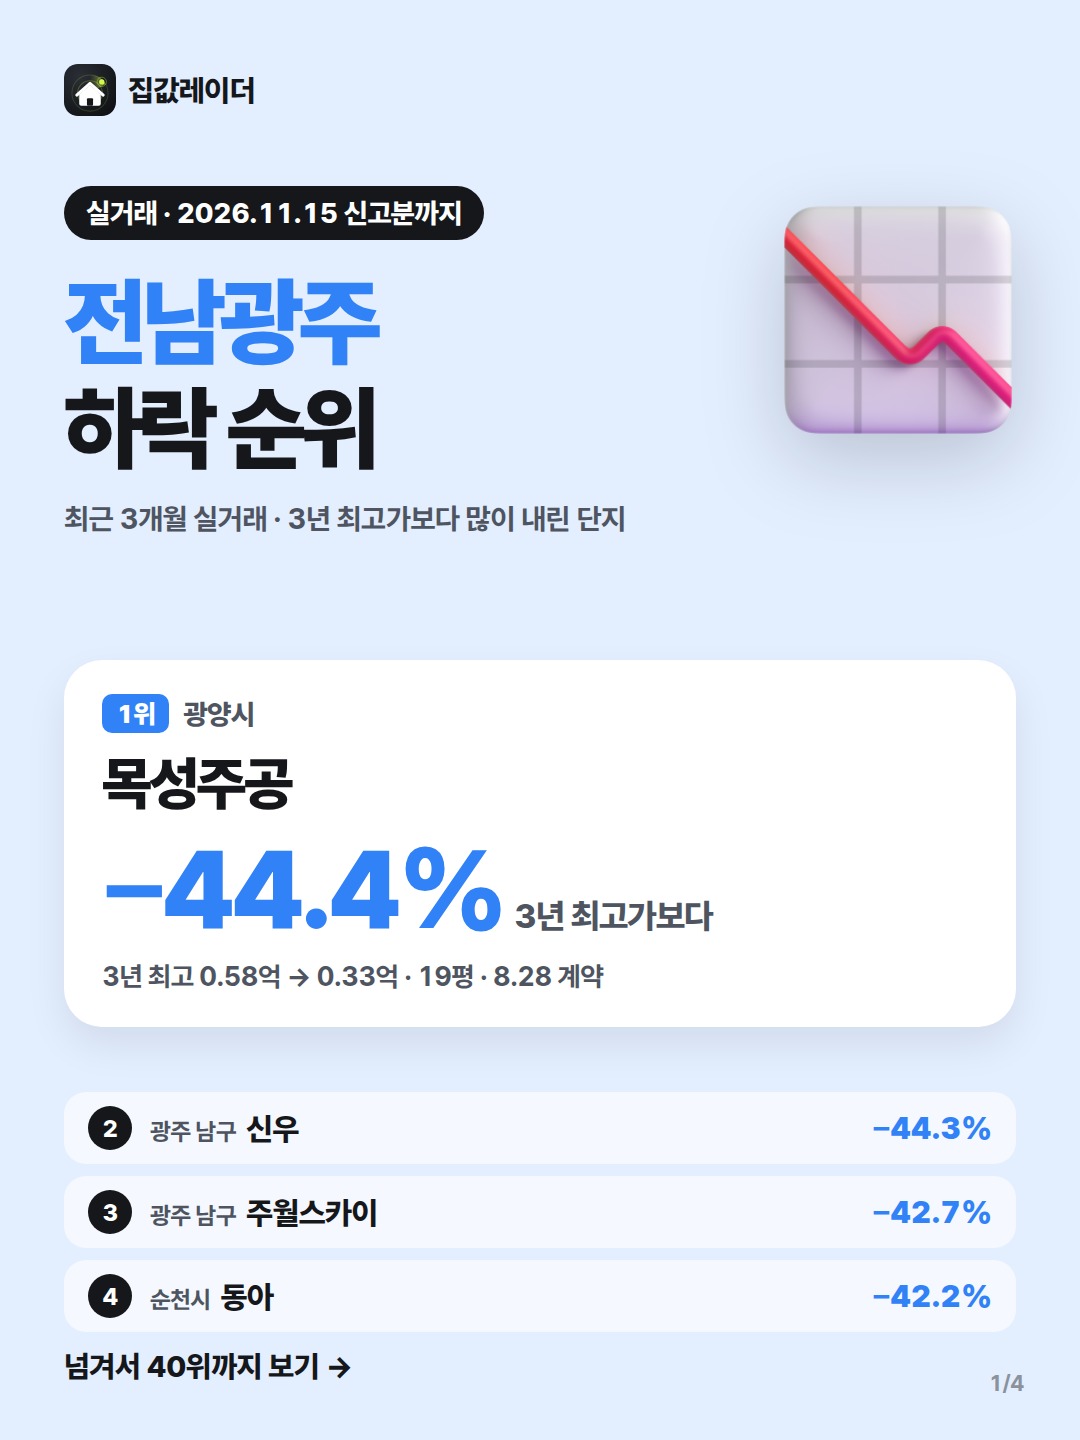 집값레이더
실거래 · 2026.11.15 신고분까지
전남광주
하락 순위
최근 3개월 실거래 · 3년 최고가보다 많이 내린 단지
1위 광양시
목성주공
−44.4% 3년 최고가보다
3년 최고 0.58억 → 0.33억 · 19평 · 8.28 계약
2 광주 남구 신우 −44.3%
3 광주 남구 주월스카이 −42.7%
4 순천시 동아 −42.2%
넘겨서 40위까지 보기 →
1/4